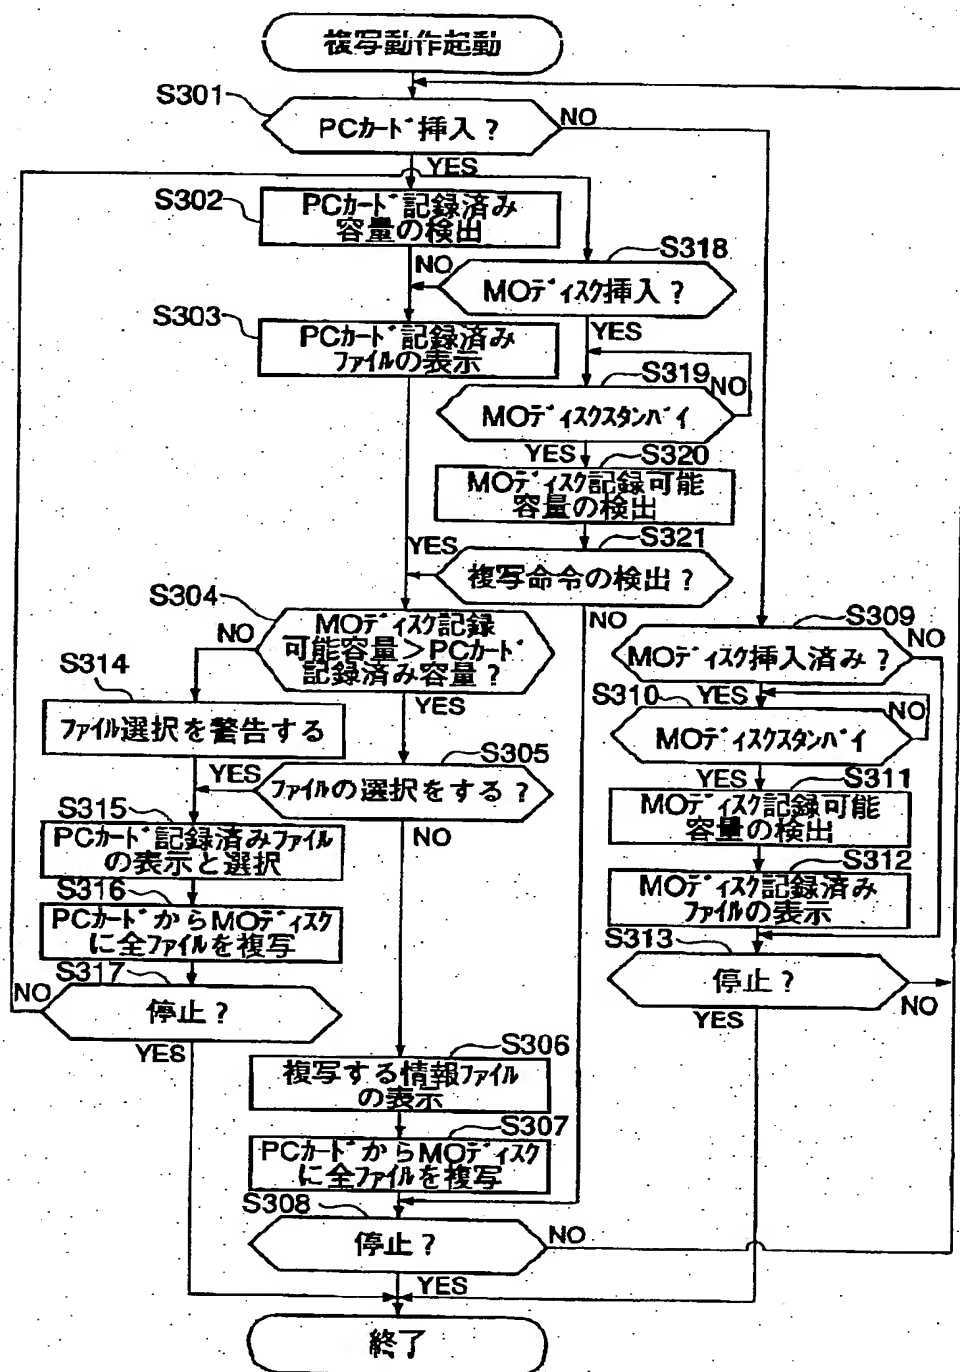 複写動作起動
S301
PCカード挿入?
NO
YES
S302
PCカード記録済み
容量の検出
S318
NO
MOディスク挿入?
YES
S303
PCカード記録済み
ファイルの表示
S319
NO
MOディスクスタンバイ
YES
S320
MOディスク記録可能
容量の検出
S321
YES
複写命令の検出?
NO
S304
NO
MOディスク記録
可能容量>PCカード
記録済み容量?
YES
S309
NO
MOディスク挿入済み?
YES
S310
NO
MOディスクスタンバイ
YES
S311
MOディスク記録可能
容量の検出
S312
MOディスク記録済み
ファイルの表示
S313
停止?
NO
YES
S314
ファイル選択を警告する
S305
YES
ファイルの選択をする?
NO
S315
PCカード記録済みファイル
の表示と選択
S316
PCカードからMOディスク
に全ファイルを複写
S317
NO
停止?
YES
S306
複写する情報ファイル
の表示
S307
PCカードからMOディスク
に全ファイルを複写
S308
停止?
NO
YES
終了